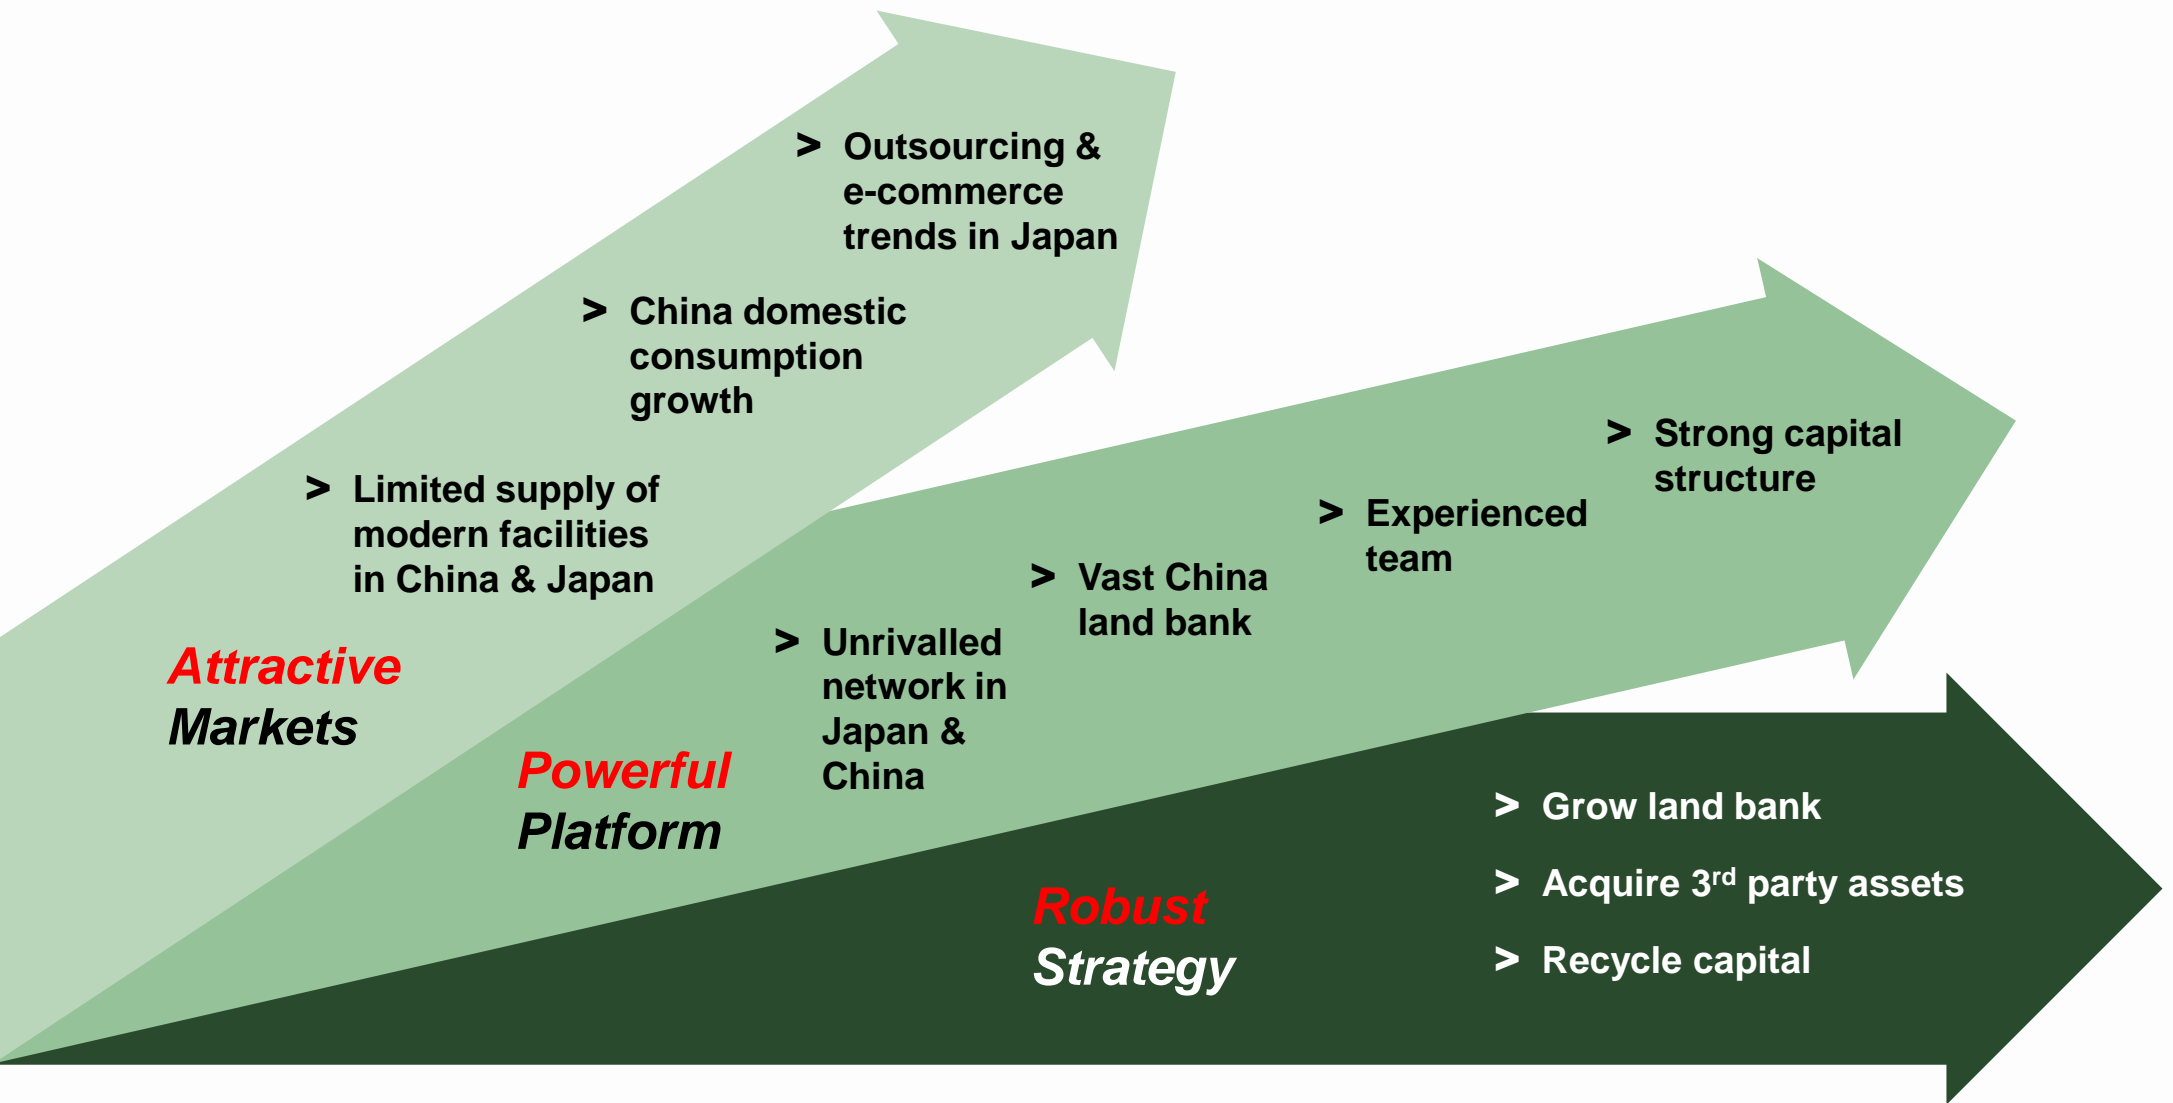 > Outsourcing &
e-commerce
trends in Japan
> China domestic
consumption
growth
> Limited supply of
modern facilities
in China & Japan
Attractive
Markets
> Strong capital
structure
> Experienced
team
> Vast China
land bank
> Unrivalled
network in
Japan &
China
Powerful
Platform
Robust
Strategy
> Grow land bank
> Acquire 3rd party assets
> Recycle capital